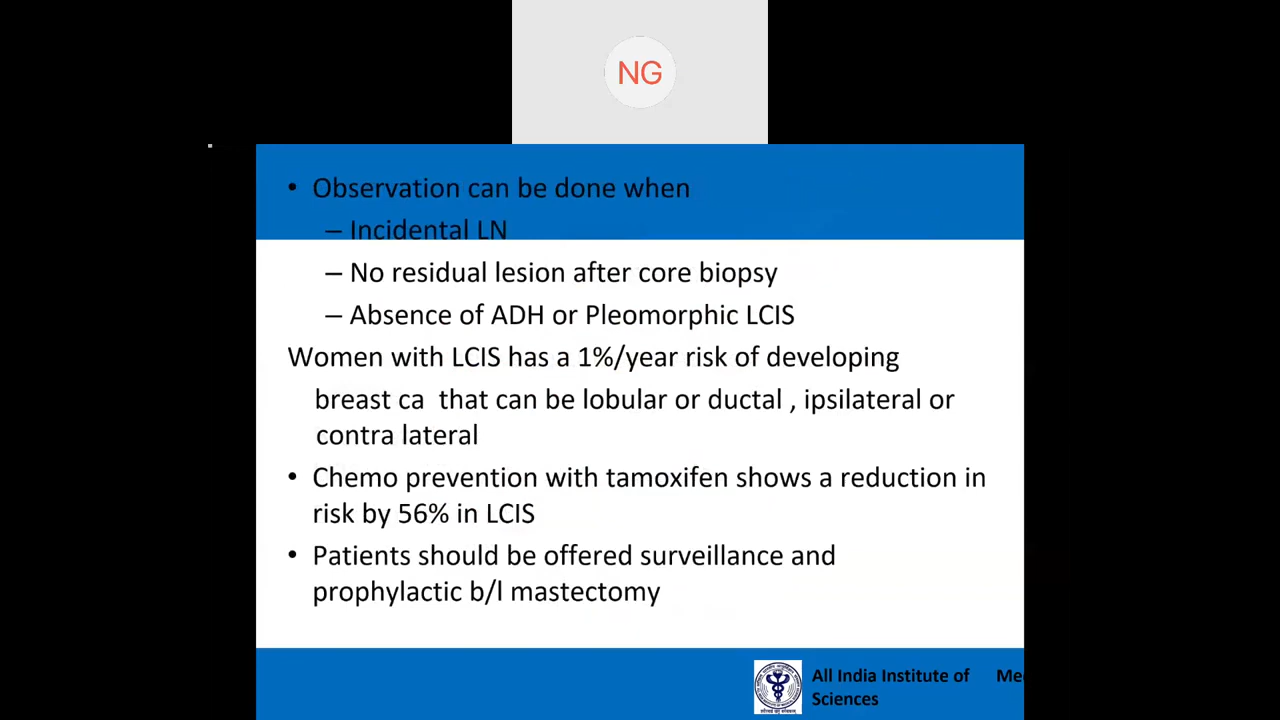 NG
• Observation can be done when
– Incidental LN
– No residual lesion after core biopsy
– Absence of ADH or Pleomorphic LCIS
Women with LCIS has a 1%/year risk of developing
breast ca that can be lobular or ductal , ipsilateral or
contra lateral
• Chemo prevention with tamoxifen shows a reduction in
risk by 56% in LCIS
• Patients should be offered surveillance and
prophylactic b/l mastectomy
All India Institute of
Sciences